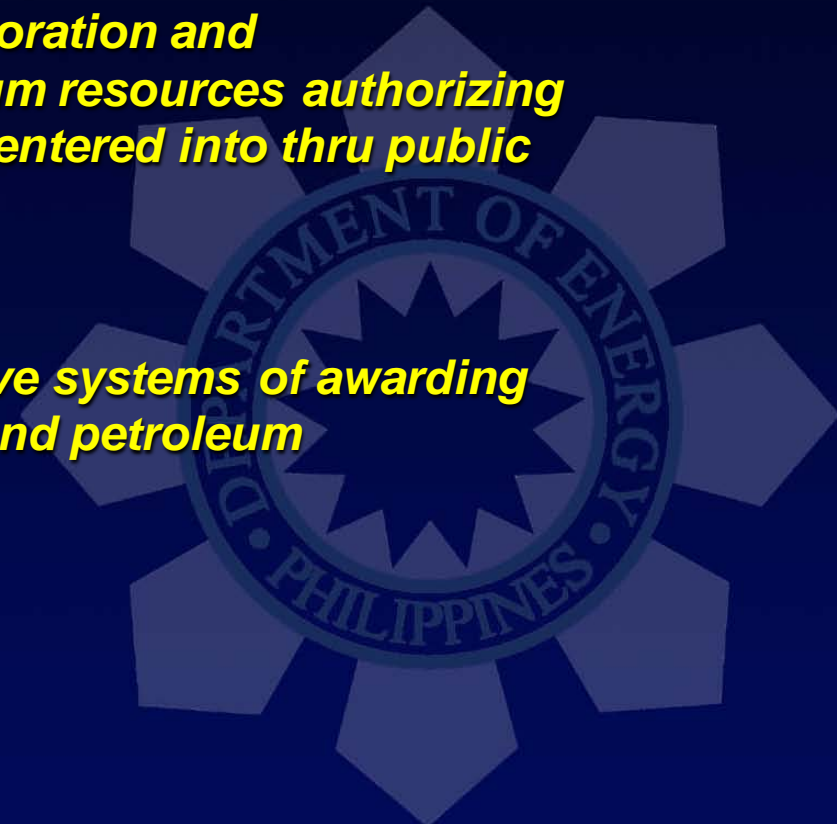 oration and
um resources authorizing
entered into thru public
ve systems of awarding
nd petroleum
DEPARTMENT OF ENERGY
PHILIPPINES